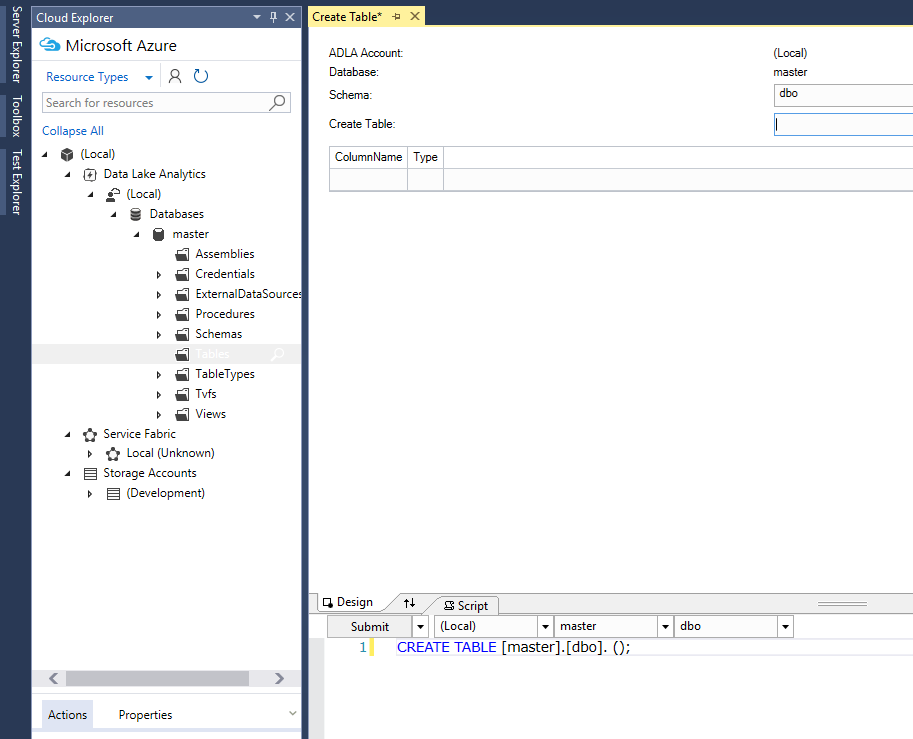 Server Explorer
Toolbox
Test Explorer
Cloud Explorer
Microsoft Azure
Resource Types
Search for resources
Collapse All
(Local)
Data Lake Analytics
(Local)
Databases
master
Assemblies
Credentials
ExternalDataSources
Procedures
Schemas
Tables
TableTypes
Tvfs
Views
Service Fabric
Local (Unknown)
Storage Accounts
(Development)
Actions Properties
Create Table*
ADLA Account: (Local)
Database: master
Schema: dbo
Create Table:
ColumnName Type
Design Script
Submit (Local) master dbo
1 CREATE TABLE [master].[dbo]. ();